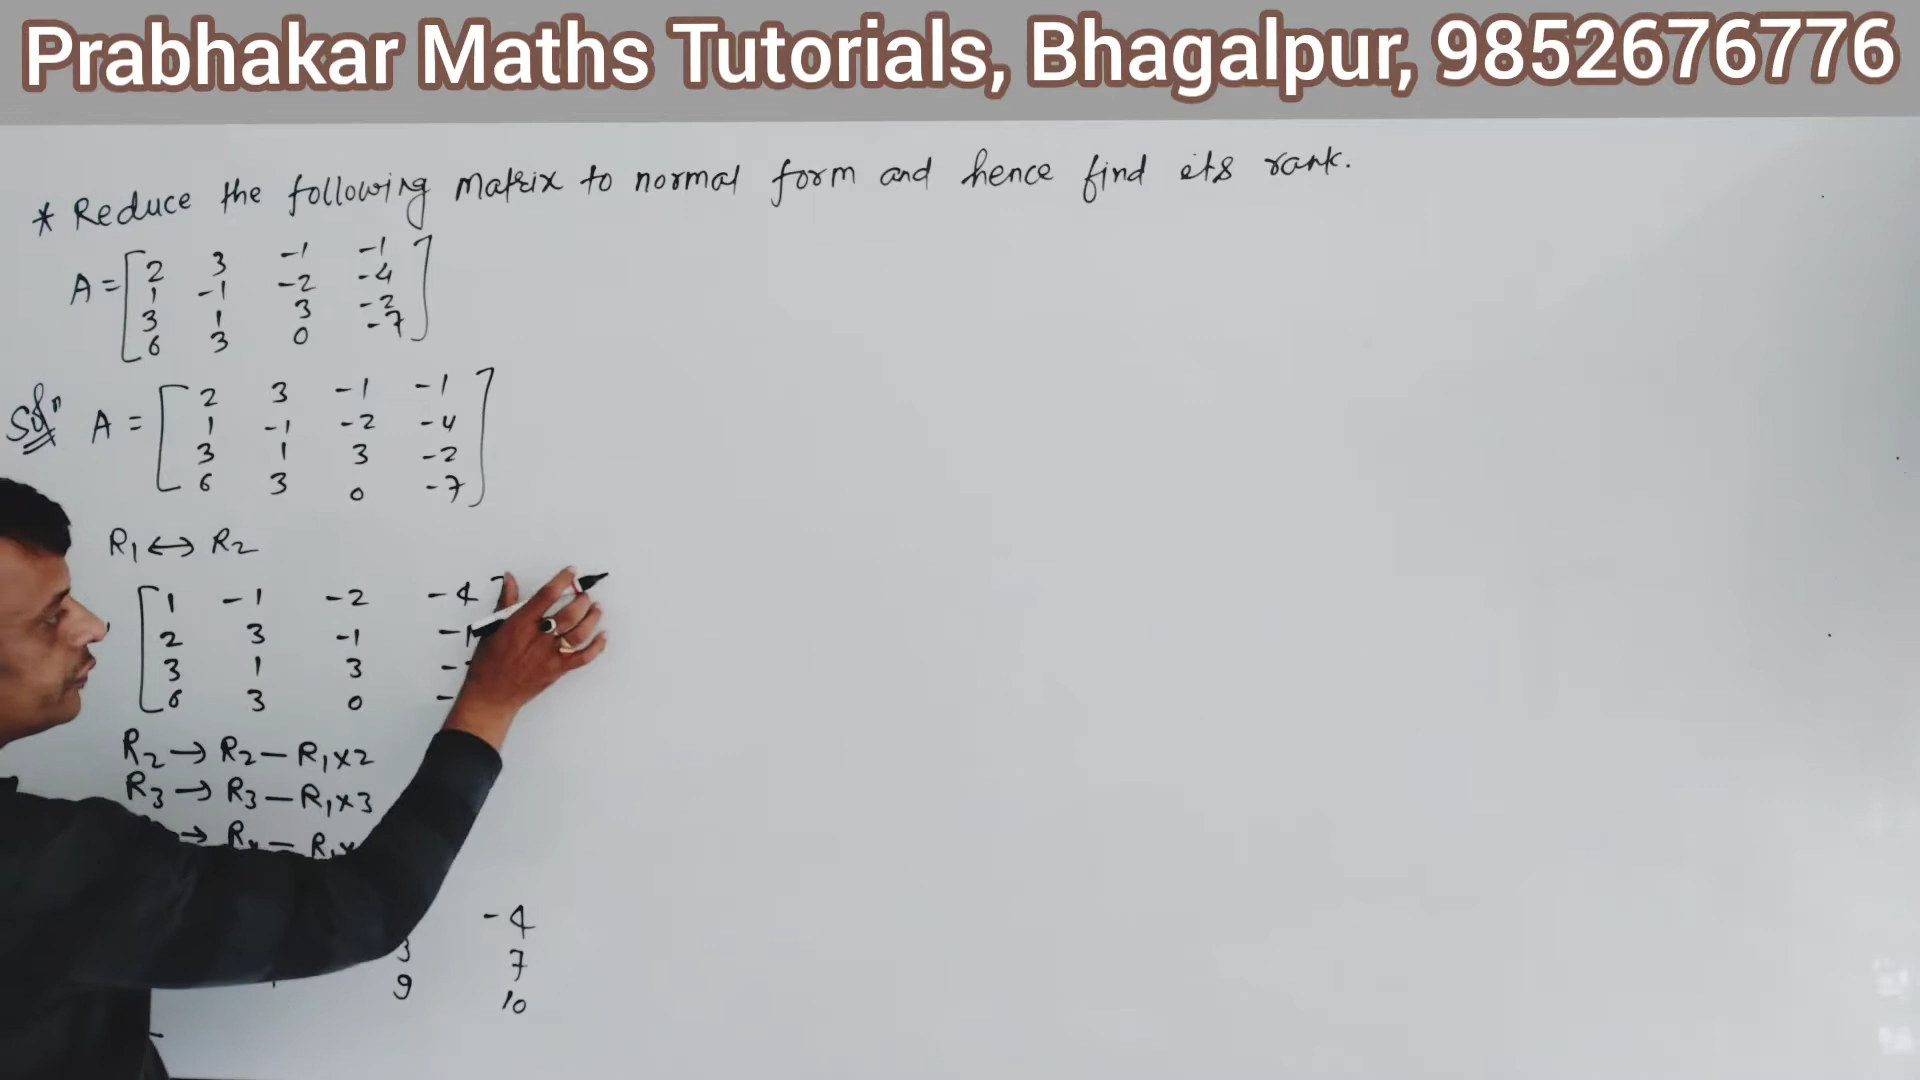 Prabhakar Maths Tutorials, Bhagalpur, 9852676776
* Reduce the following matrix to normal form and hence find its rank.
A = [2 3 -1 -1
1 -1 -2 -4
3 1 3 -2
6 3 0 -7]
Solⁿ A = [2 3 -1 -1
1 -1 -2 -4
3 1 3 -2
6 3 0 -7]
R1 ↔ R2
[1 -1 -2 -4]
2 3 -1 -1
3 1 3 -
6 3 0 -
R2 → R2 - R1×2
R3 → R3 - R1×3
→ R4 - R1×
-4
3 7
9 10